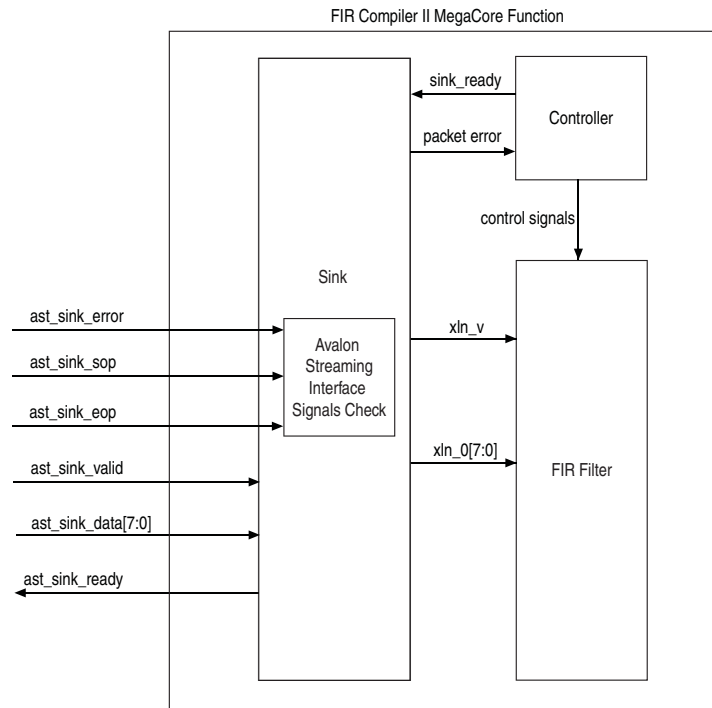 FIR Compiler II MegaCore Function
sink_ready
Controller
packet error
control signals
Sink
ast_sink_error
xln_v
Avalon
Streaming
Interface
Signals Check
ast_sink_sop
ast_sink_eop
xln_0[7:0]
FIR Filter
ast_sink_valid
ast_sink_data[7:0]
ast_sink_ready